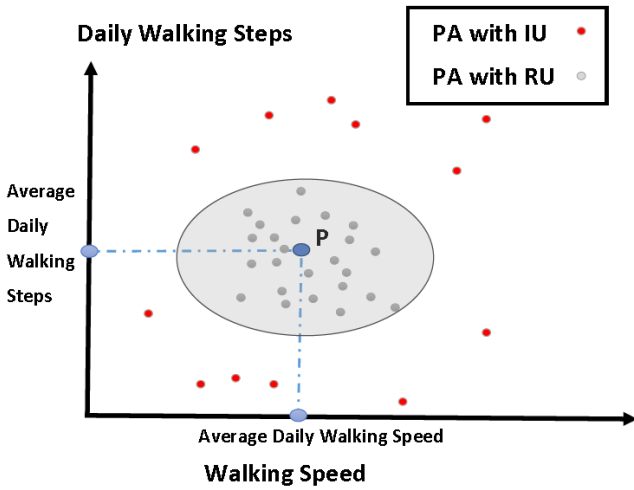 Daily Walking Steps
PA with IU
PA with RU
Average
Daily
Walking
Steps
P
Average Daily Walking Speed
Walking Speed